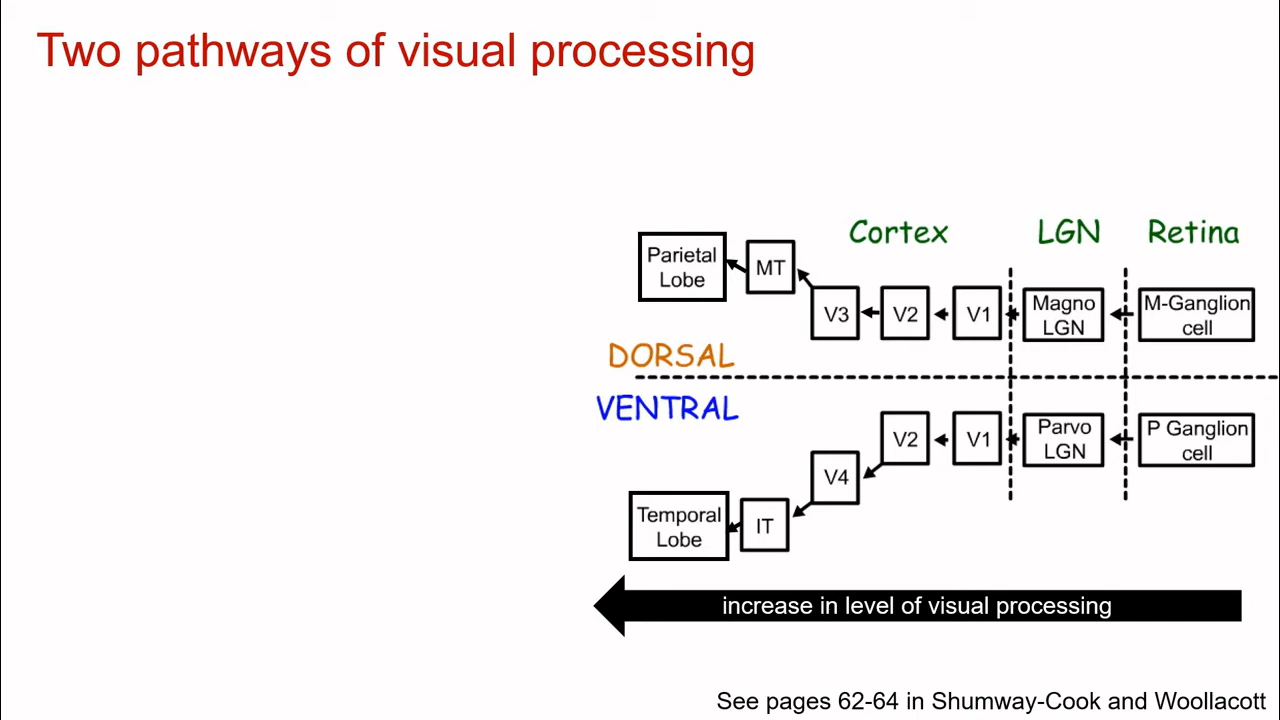 Two pathways of visual processing
Cortex LGN Retina
Parietal
Lobe
MT
V3
V2
V1
Magno
LGN
M-Ganglion
cell
DORSAL
VENTRAL
V2
V1
Parvo
LGN
P Ganglion
cell
V4
Temporal
Lobe
IT
increase in level of visual processing
See pages 62-64 in Shumway-Cook and Woollacott